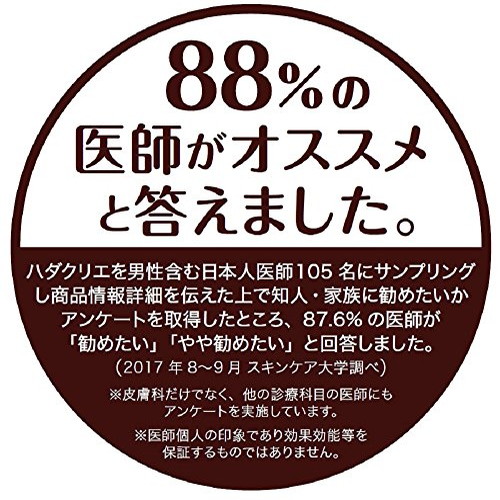 88%の
医師がオススメ
と答えました。
ハダクリエを男性含む日本人医師105 名にサンプリング
し商品情報詳細を伝えた上で知人・家族に勧めたいか
アンケートを取得したところ、87.6% の医師が
「勧めたい」「やや勧めたい」と回答しました。
(2017 年 8〜9 月 スキンケア大学調べ)
※皮膚科だけでなく、他の診療科目の医師にも
アンケートを実施しています。
※医師個人の印象であり効果効能等を
保証するものではありません。